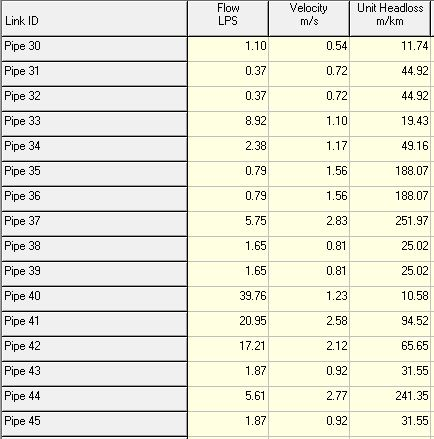 Link ID Flow LPS Velocity m/s Unit Headloss m/km
Pipe 30 1.10 0.54 11.74
Pipe 31 0.37 0.72 44.92
Pipe 32 0.37 0.72 44.92
Pipe 33 8.92 1.10 19.43
Pipe 34 2.38 1.17 49.16
Pipe 35 0.79 1.56 188.07
Pipe 36 0.79 1.56 188.07
Pipe 37 5.75 2.83 251.97
Pipe 38 1.65 0.81 25.02
Pipe 39 1.65 0.81 25.02
Pipe 40 39.76 1.23 10.58
Pipe 41 20.95 2.58 94.52
Pipe 42 17.21 2.12 65.65
Pipe 43 1.87 0.92 31.55
Pipe 44 5.61 2.77 241.35
Pipe 45 1.87 0.92 31.55